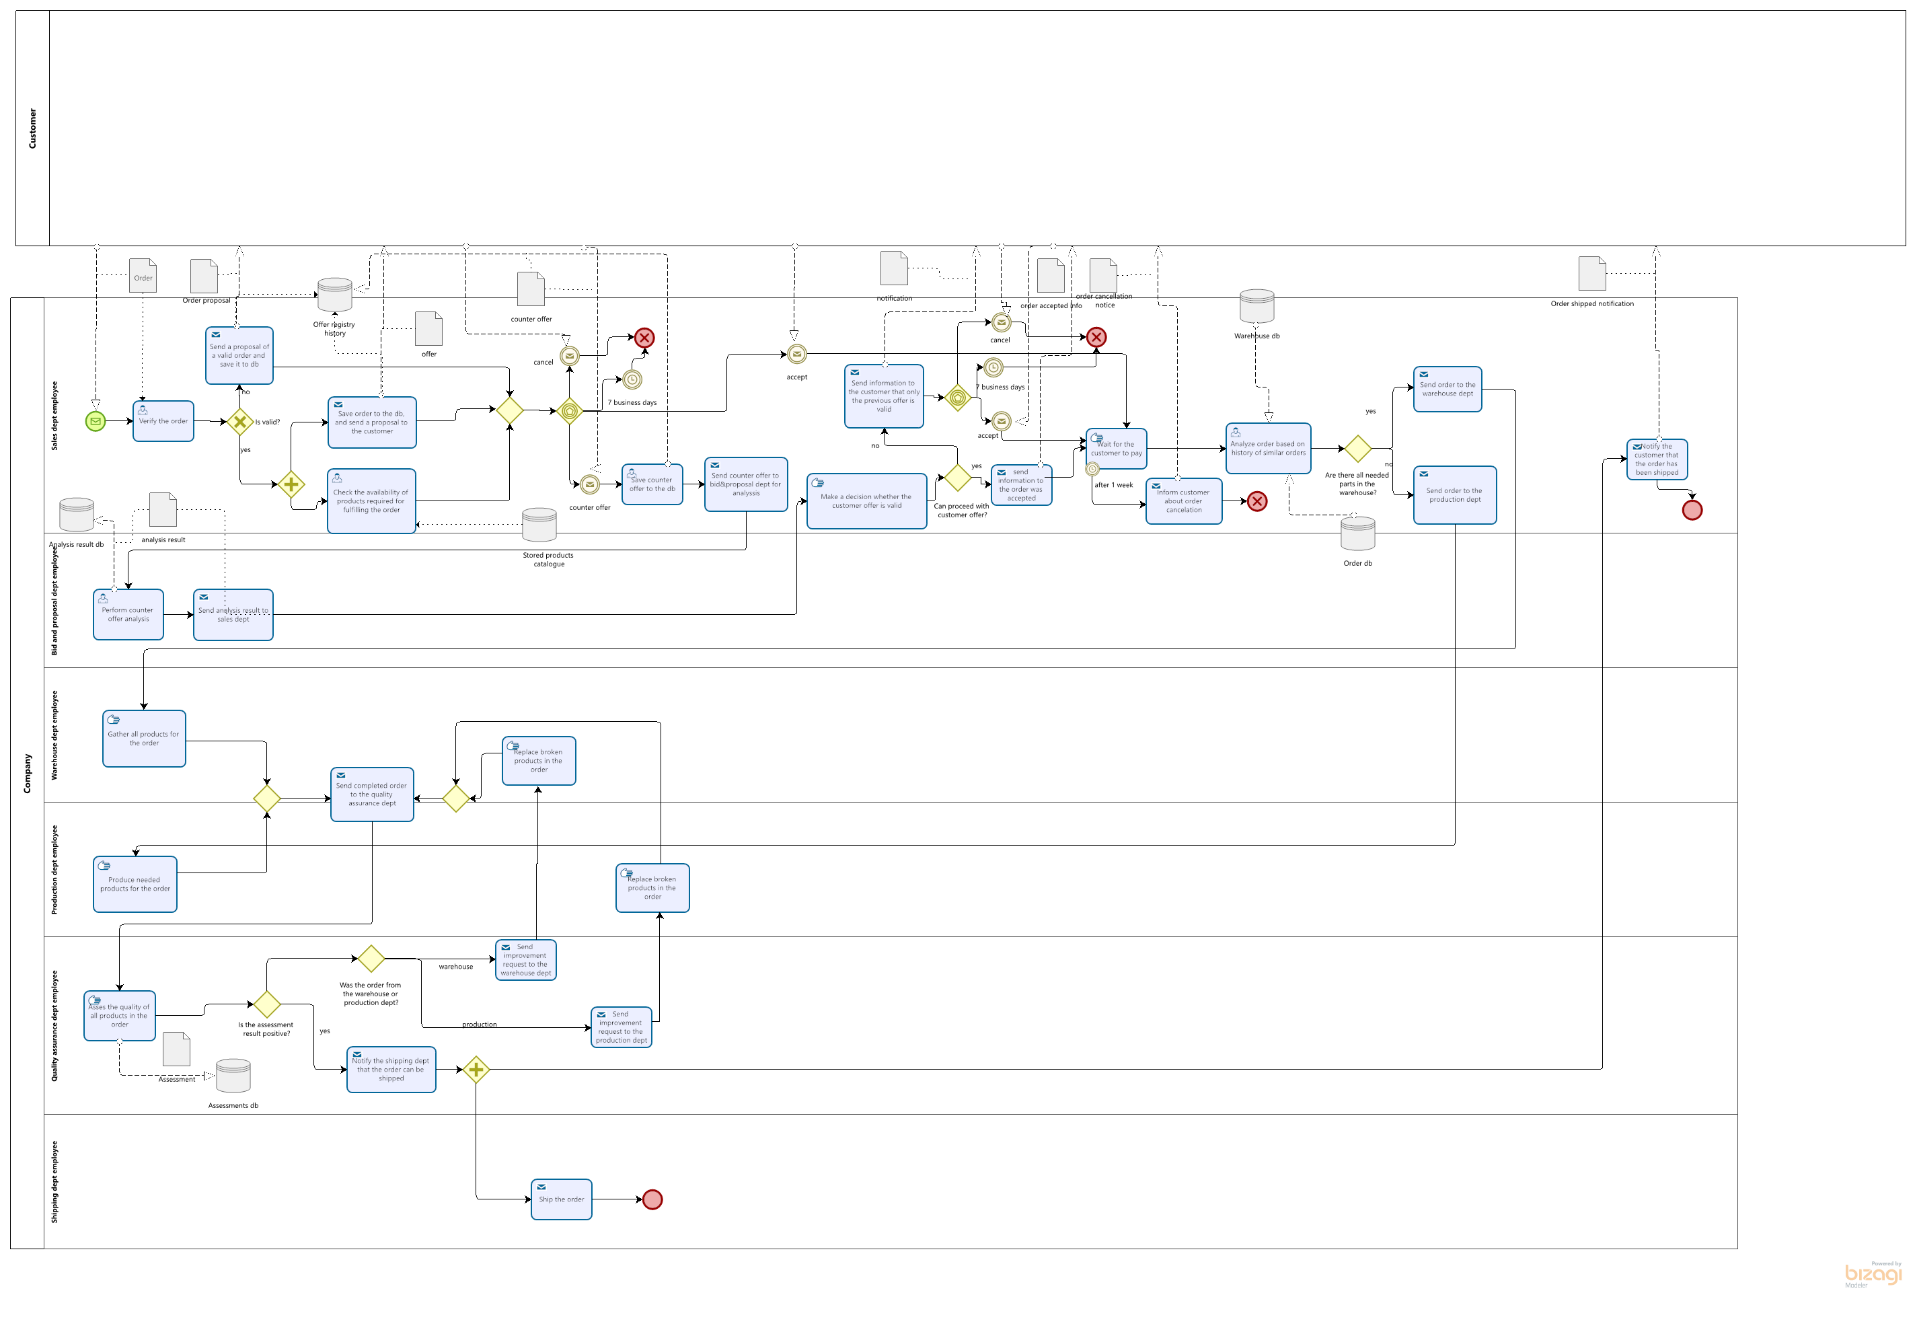 Customer
Order
Order proposal
Offer registry
history
counter offer
offer
notification
order accepted info
order cancellation
notice
Warehouse db
Order shipped notification
Company
Sales dept employee
Send a proposal of
a valid order and
save it to db
no
Verify the order
Is valid?
yes
Save order to the db,
and send a proposal to
the customer
Check the availability of
products required for
fulfilling the order
cancel
7 business days
counter offer
Save counter
offer to the db
Send counter offer to
bid&proposal dept for
analyssis
accept
Send information to
the customer that only
the previous offer is
valid
no
yes
Make a decision whether the
customer offer is valid
Can proceed with
customer offer?
cancel
7 business days
accept
send
information to
the order was
accepted
Wait for the
customer to pay
after 1 week
Inform customer
about order
cancelation
Analyze order based on
history of similar orders
Are there all needed
parts in the
warehouse?
yes
no
Send order to the
warehouse dept
Send order to the
production dept
Notify the
customer that
the order has
been shipped
Analysis result db
analysis result
Stored products
catalogue
Order db
Bid and proposal dept employee
Perform counter
offer analysis
Send analysis result to
sales dept
Warehouse dept employee
Gather all products for
the order
Send completed order
to the quality
assurance dept
Replace broken
products in the
order
Production dept employee
Produce needed
products for the order
Replace broken
products in the
order
Quality assurance dept employee
Asses the quality of
all products in the
order
Assessment
Assessments db
Is the assessment
result positive?
yes
Was the order from
the warehouse or
production dept?
warehouse
production
Send
improvement
request to the
warehouse dept
Send
improvement
request to the
production dept
Notify the shipping dept
that the order can be
shipped
Shipping dept employee
Ship the order
Powered by
bizagi
Modeler